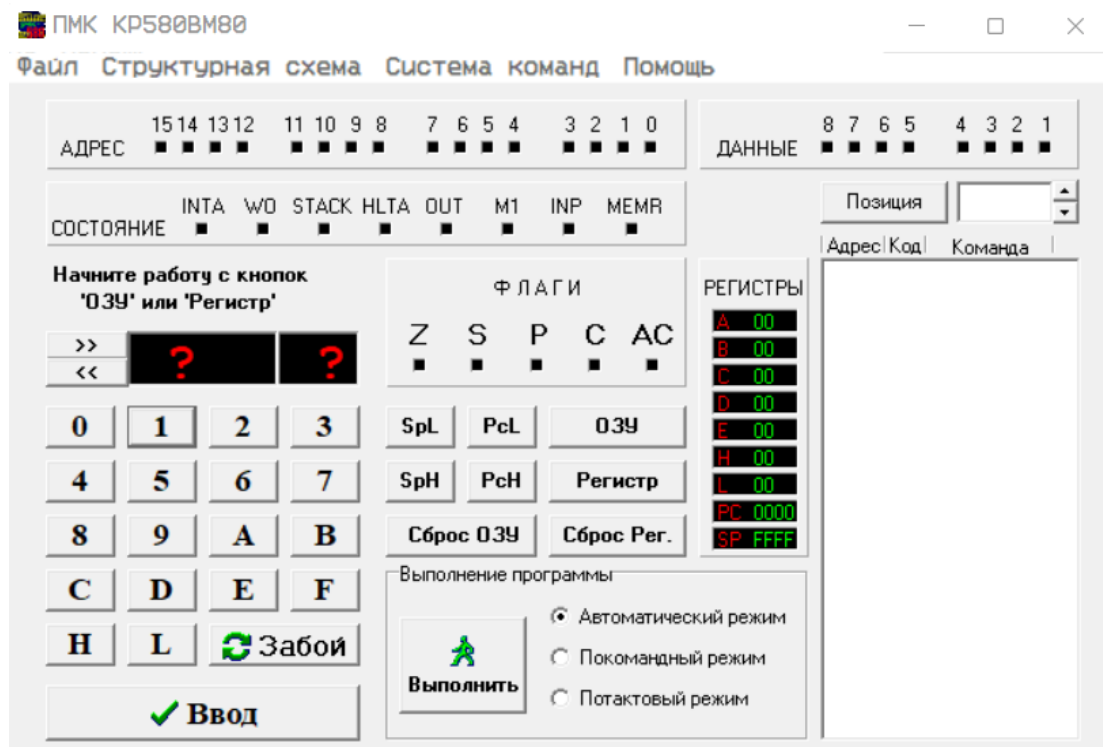 ПМК КР580ВМ80
Файл Структурная схема Система команд Помощь
15 14 13 12 11 10 9 8 7 6 5 4 3 2 1 0
АДРЕС
8 7 6 5 4 3 2 1
ДАННЫЕ
INTA WO STACK HLTA OUT M1 INP MEMR
СОСТОЯНИЕ
Позиция
Адрес Код Команда
Начните работу с кнопок
'ОЗУ' или 'Регистр'
>>
<<
? ?
ФЛАГИ
Z S P C AC
РЕГИСТРЫ
A 00
B 00
C 00
D 00
E 00
H 00
L 00
PC 0000
SP FFFF
0 1 2 3
4 5 6 7
8 9 A B
C D E F
H L Забой
Ввод
SpL PcL ОЗУ
SpH PcH Регистр
Сброс ОЗУ Сброс Рег.
Выполнение программы
Выполнить
Автоматический режим
Покомандный режим
Потактовый режим